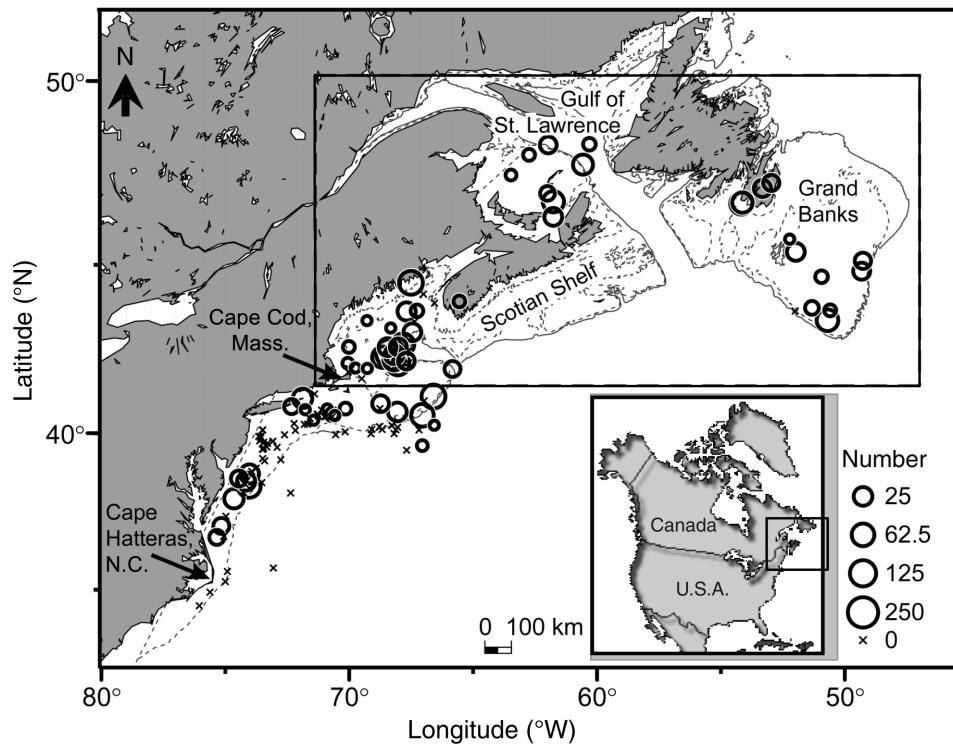 N
50°
40°
Latitude (°N)
Gulf of
St. Lawrence
Grand
Banks
Scotian Shelf
Cape Cod,
Mass.
Cape
Hatteras,
N.C.
Canada
U.S.A.
Number
25
62.5
125
250
0
0 100 km
80° 70° 60° 50°
Longitude (°W)